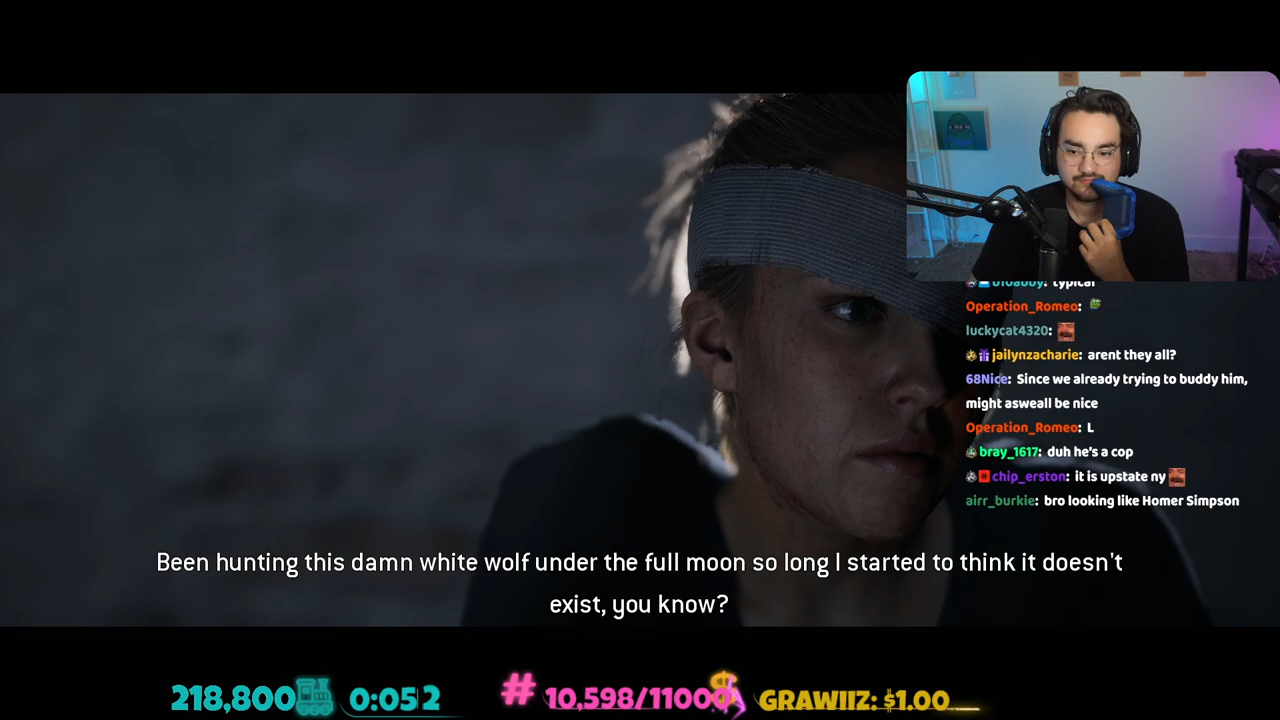 typical
Operation_Romeo:
luckycat4320:
jailynzacharie: arent they all?
68Nice: Since we already trying to buddy him,
might asweall be nice
Operation_Romeo: L
bray_1617: duh he's a cop
chip_erston: it is upstate ny
airr_burkie: bro looking like Homer Simpson
Been hunting this damn white wolf under the full moon so long I started to think it doesn't
exist, you know?
218,800 0:052 # 10,598/11000 $ GRAWIIZ: $1.00